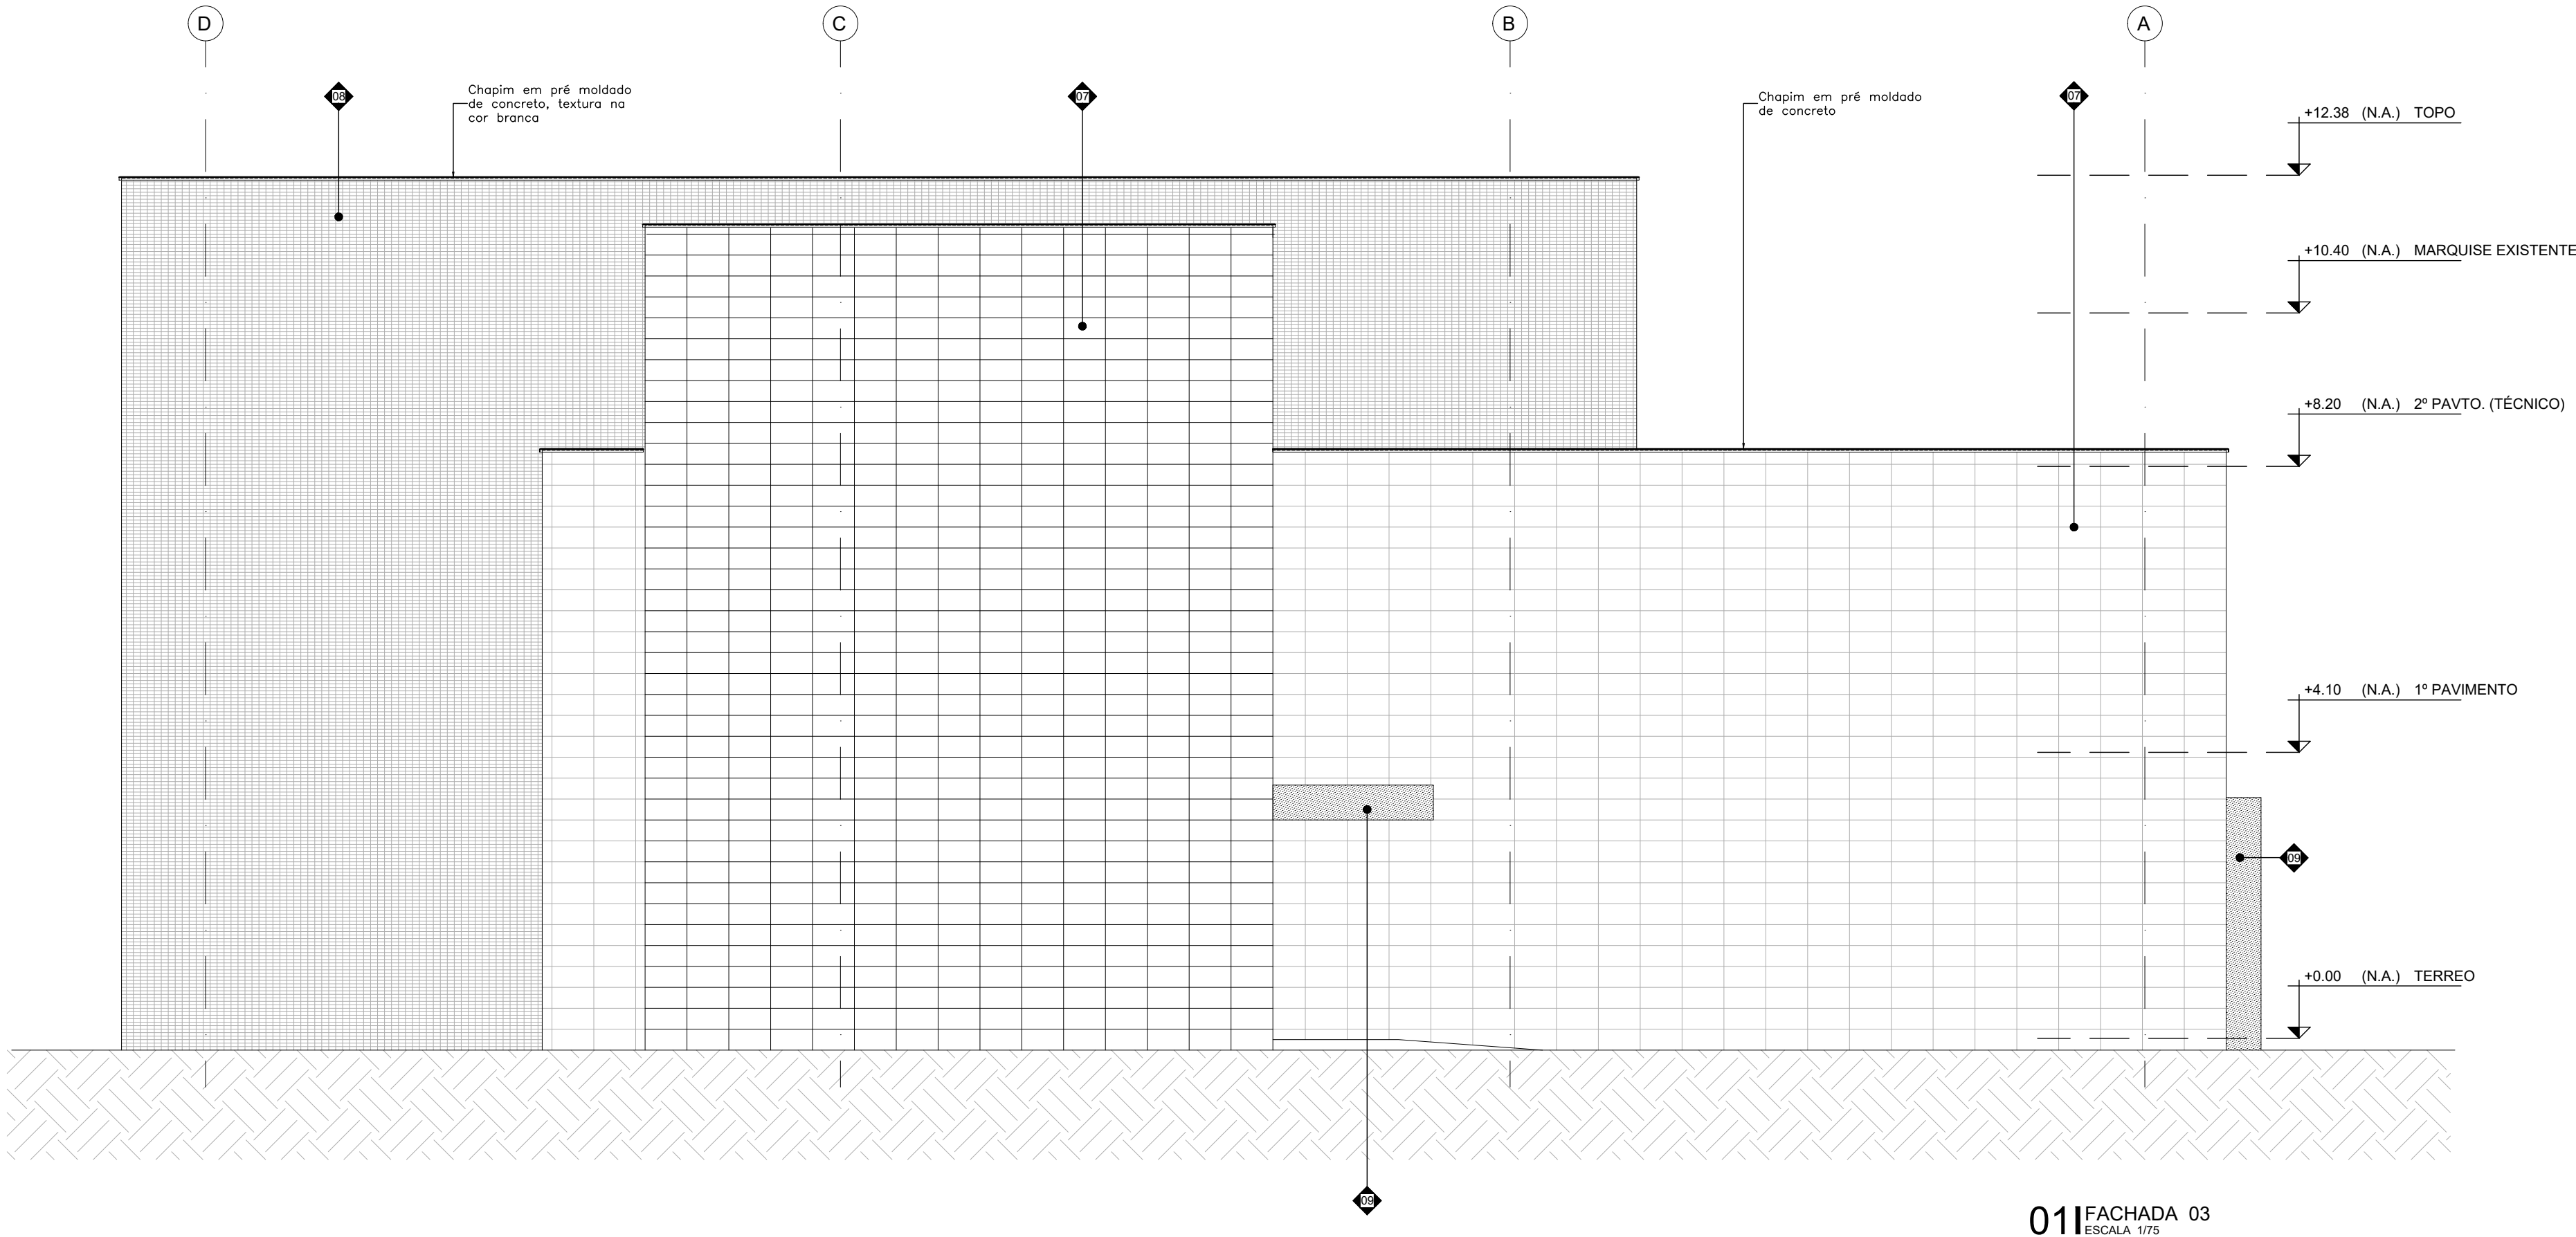 D
C
B
A
08
Chapim em pré moldado
de concreto, textura na
cor branca
07
Chapim em pré moldado
de concreto
07
+12.38 (N.A.) TOPO
+10.40 (N.A.) MARQUISE EXISTENTE
+8.20 (N.A.) 2º PAVTO. (TÉCNICO)
+4.10 (N.A.) 1º PAVIMENTO
09
+0.00 (N.A.) TERREO
09
01 FACHADA 03
ESCALA 1/75